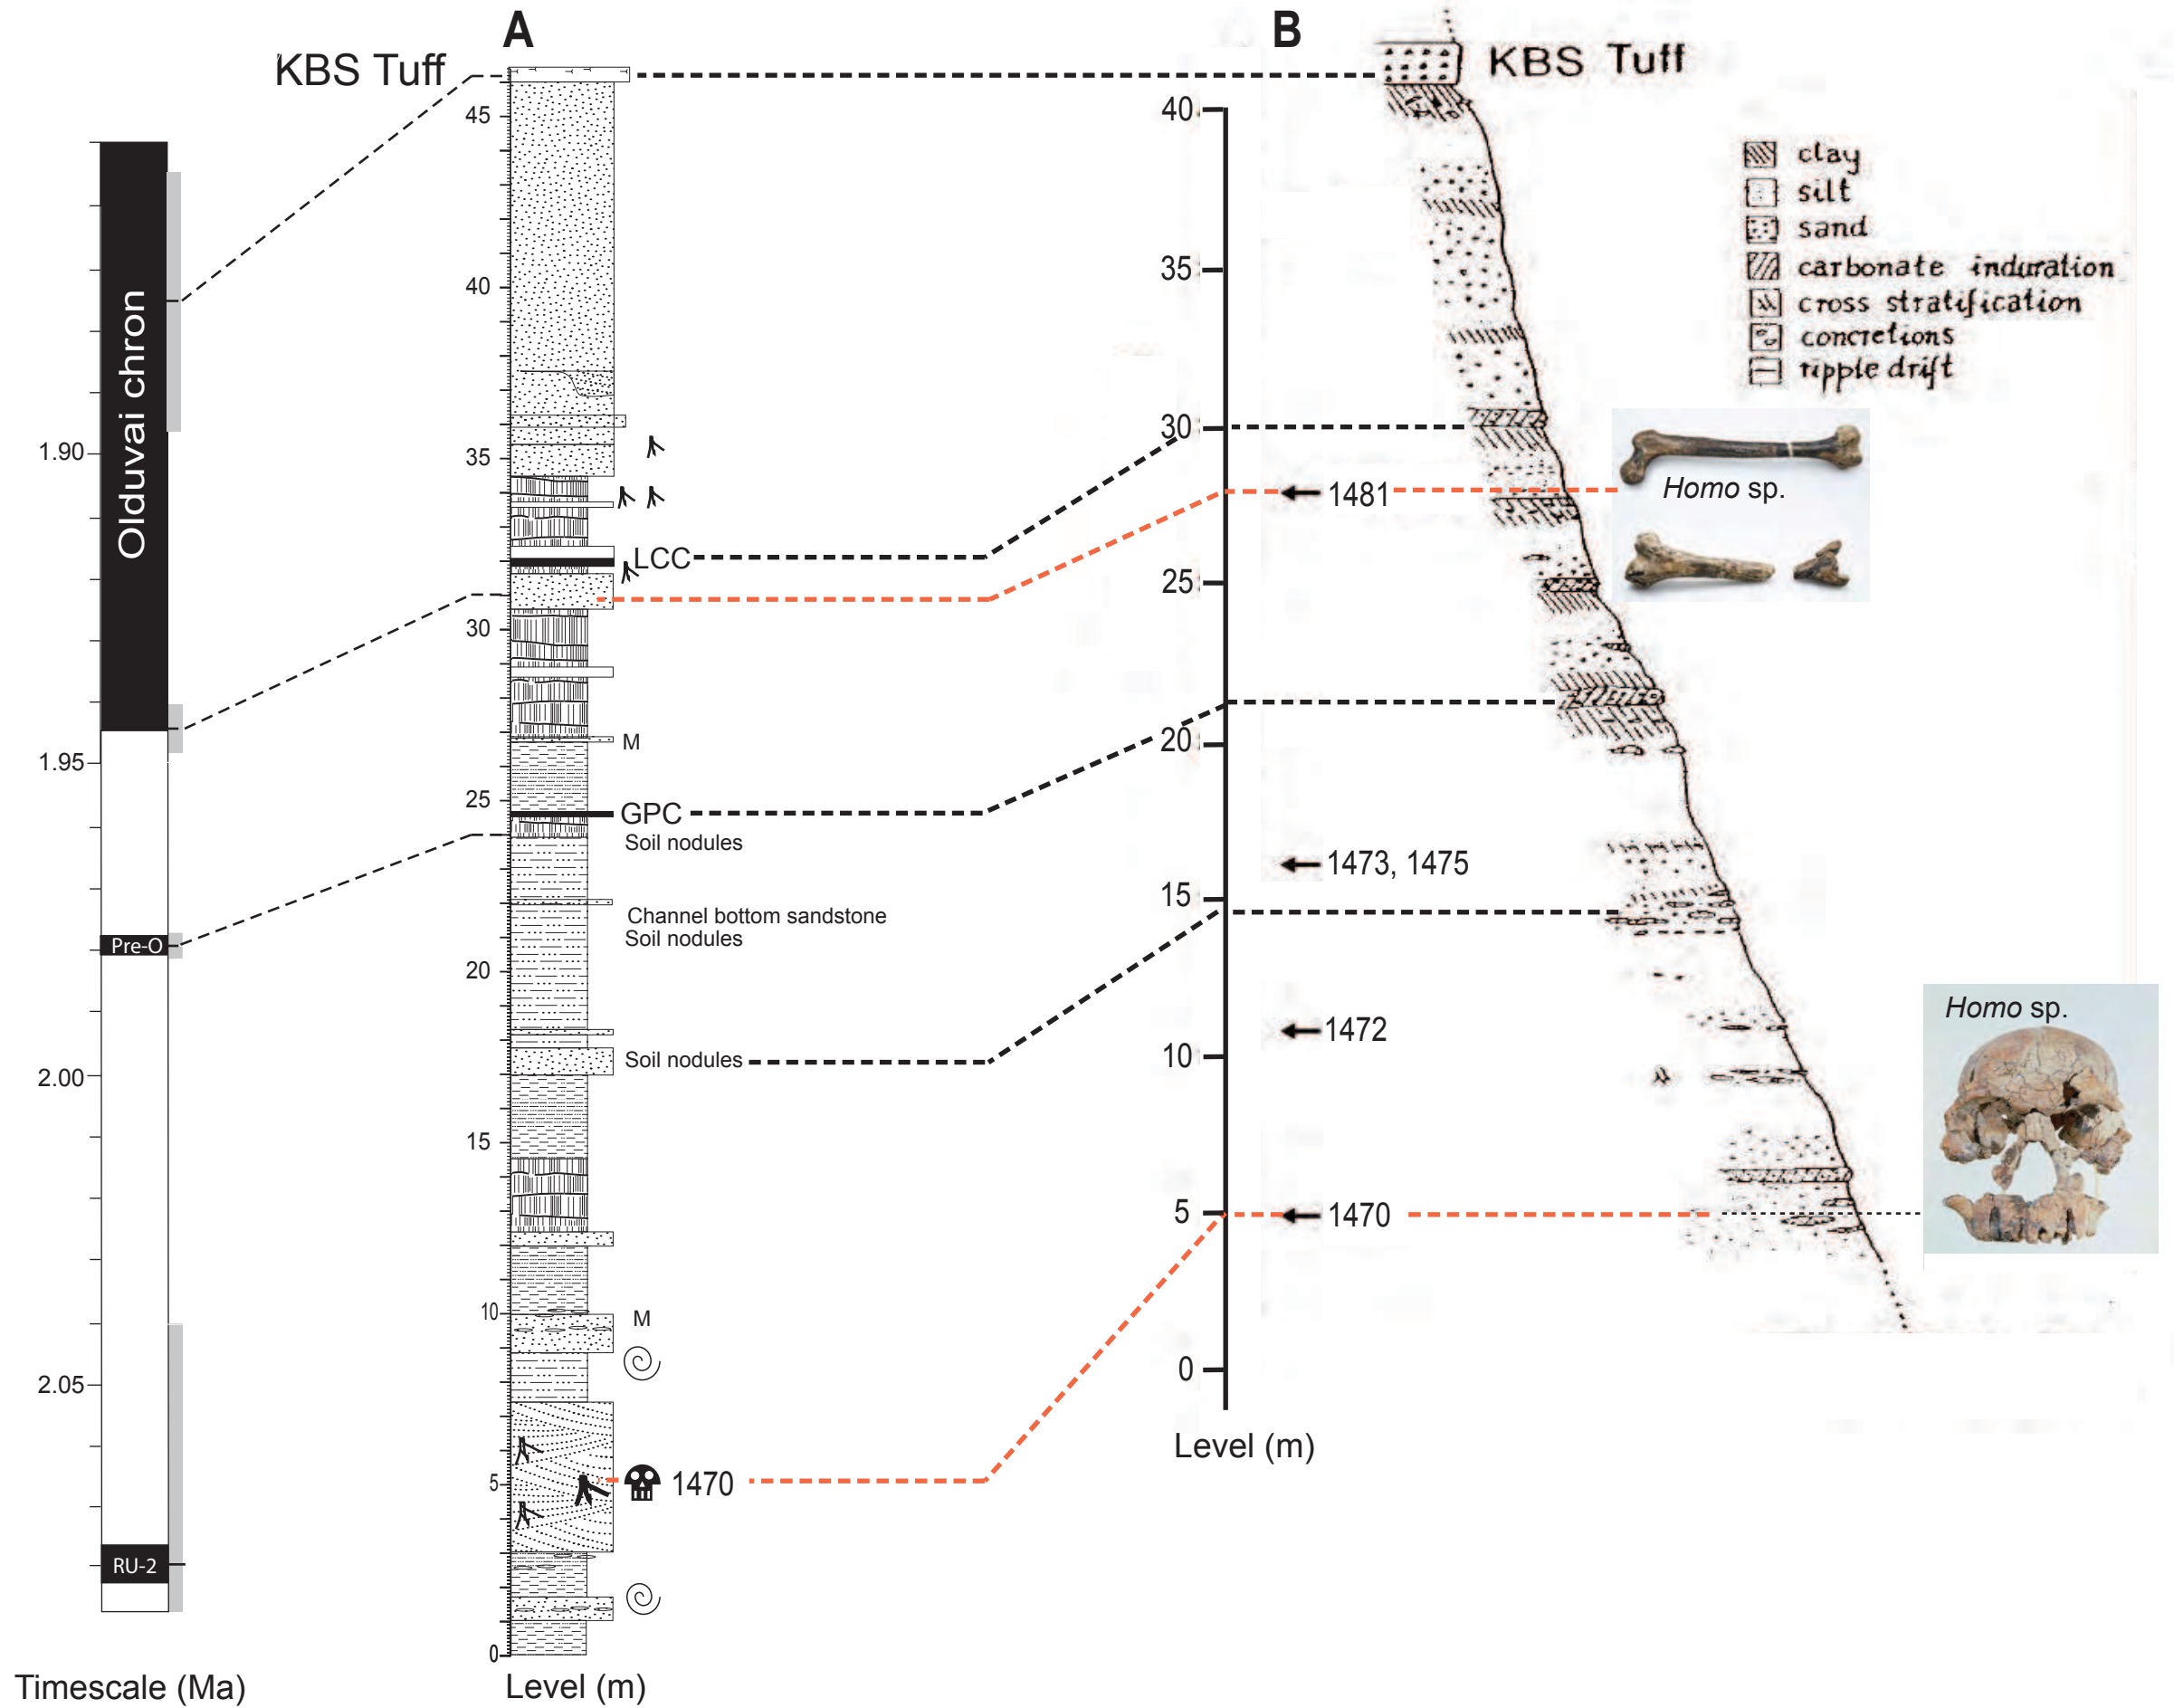 A
B
KBS Tuff
KBS Tuff
Olduvai chron
1.90
1.95
Pre-O
2.00
2.05
RU-2
Timescale (Ma)
45
40
35
30
25
20
15
10
5
0
Level (m)
LCC
M
GPC
Soil nodules
Channel bottom sandstone
Soil nodules
Soil nodules
M
1470
40
35
30
25
20
15
10
5
0
Level (m)
1481
1473, 1475
1472
1470
clay
silt
sand
carbonate induration
cross stratification
concretions
ripple drift
Homo sp.
Homo sp.